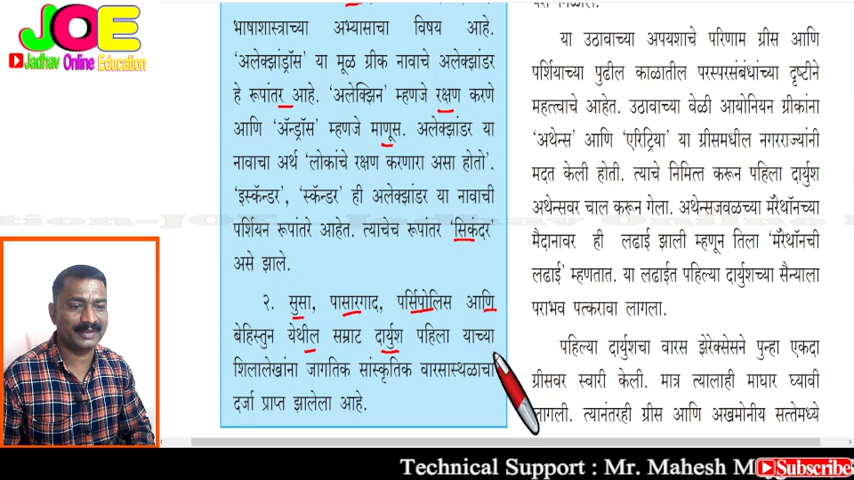 JOE
Jadhav Online Education
भाषाशास्त्राच्या अभ्यासाचा विषय आहे.
'अलेक्झांड्रॉस' या मूळ ग्रीक नावाचे अलेक्झांडर
हे रूपांतर आहे. 'अलेक्झिन' म्हणजे रक्षण करणे
आणि 'ॲन्ड्रॉस' म्हणजे माणूस. अलेक्झांडर या
नावाचा अर्थ 'लोकांचे रक्षण करणारा असा होतो'.
'इस्कॅन्डर', 'स्कॅन्डर' ही अलेक्झांडर या नावाची
पर्शियन रूपांतरे आहेत. त्याचेच रूपांतर 'सिकंदर'
असे झाले.
२. सुसा, पासारगाद, पर्सिपोलिस आणि
बेहिस्तुन येथील सम्राट दार्युश पहिला याच्या
शिलालेखांना जागतिक सांस्कृतिक वारसास्थळाचा
दर्जा प्राप्त झालेला आहे.
या उठावाच्या अपयशाचे परिणाम ग्रीस आणि
पर्शियाच्या पुढील काळातील परस्परसंबंधांच्या दृष्टीने
महत्त्वाचे आहेत. उठावाच्या वेळी आयोनियन ग्रीकांना
'अथेन्स' आणि 'एरिट्रिया' या ग्रीसमधील नगरराज्यांनी
मदत केली होती. त्याचे निमित्त करून पहिला दार्युश
अथेन्सवर चाल करून गेला. अथेन्सजवळच्या मॅरेथॉनच्या
मैदानावर ही लढाई झाली म्हणून तिला 'मॅरेथॉनची
लढाई' म्हणतात. या लढाईत पहिल्या दार्युशच्या सैन्याला
पराभव पत्करावा लागला.
पहिल्या दार्युशचा वारस झेरेक्सेसने पुन्हा एकदा
ग्रीसवर स्वारी केली. मात्र त्यालाही माघार घ्यावी
लागली. त्यानंतरही ग्रीस आणि अखमोनीय सत्तेमध्ये
Technical Support : Mr. Mahesh
Subscribe